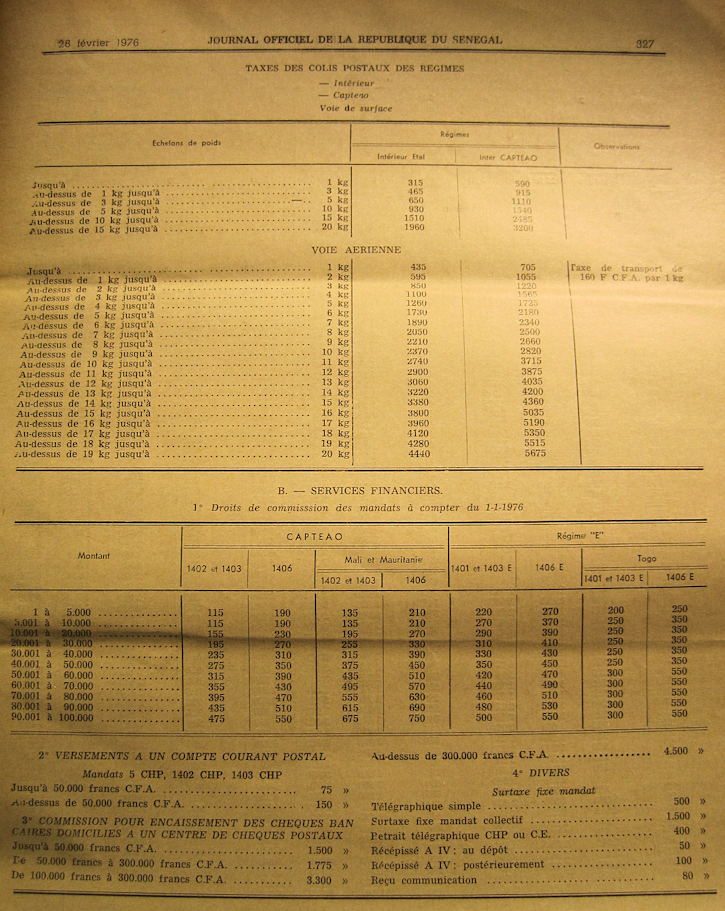 28 février 1976 JOURNAL OFFICIEL DE LA REPUBLIQUE DU SENEGAL 327
TAXES DES COLIS POSTAUX DES REGIMES
— Intérieur
— Capteao
Voie de surface
Echelons de poids Régimes Observations
Intérieur Etat Inter CAPTEAO
Jusqu'à 1 kg 315 590
Au-dessus de 1 kg jusqu'à 3 kg 465 915
Au-dessus de 3 kg jusqu'à 5 kg 650 1110
Au-dessus de 5 kg jusqu'à 10 kg 930 1540
Au-dessus de 10 kg jusqu'à 15 kg 1510 2485
Au-dessus de 15 kg jusqu'à 20 kg 1960 3200
VOIE AERIENNE
Jusqu'à 1 kg 435 705 Taxe de transport de
Au-dessus de 1 kg jusqu'à 2 kg 595 1055 160 F C.F.A. par 1 kg
Au-dessus de 2 kg jusqu'à 3 kg 850 1220
Au-dessus de 3 kg jusqu'à 4 kg 1100 1565
Au-dessus de 4 kg jusqu'à 5 kg 1260 1725
Au-dessus de 5 kg jusqu'à 6 kg 1730 2180
Au-dessus de 6 kg jusqu'à 7 kg 1890 2340
Au-dessus de 7 kg jusqu'à 8 kg 2050 2500
Au-dessus de 8 kg jusqu'à 9 kg 2210 2660
Au-dessus de 9 kg jusqu'à 10 kg 2370 2820
Au-dessus de 10 kg jusqu'à 11 kg 2740 3715
Au-dessus de 11 kg jusqu'à 12 kg 2900 3875
Au-dessus de 12 kg jusqu'à 13 kg 3060 4035
Au-dessus de 13 kg jusqu'à 14 kg 3220 4200
Au-dessus de 14 kg jusqu'à 15 kg 3380 4360
Au-dessus de 15 kg jusqu'à 16 kg 3800 5035
Au-dessus de 16 kg jusqu'à 17 kg 3960 5190
Au-dessus de 17 kg jusqu'à 18 kg 4120 5350
Au-dessus de 18 kg jusqu'à 19 kg 4280 5515
Au-dessus de 19 kg jusqu'à 20 kg 4440 5675
B. — SERVICES FINANCIERS.
1° Droits de commisssion des mandats à compter du 1-1-1976
Montant CAPTEAO Régime "E"
1402 et 1403 1406 Mali et Mauritanie 1401 et 1403 E 1406 E Togo
1402 et 1403 1406 1401 et 1403 E 1406 E
1 à 5.000 115 190 135 210 220 270 200 250
5.001 à 10.000 115 190 135 210 270 370 250 350
10.001 à 20.000 155 230 195 270 290 390 250 350
20.001 à 30.000 195 270 255 330 310 410 250 350
30.001 à 40.000 235 310 315 390 330 430 250 350
40.001 à 50.000 275 350 375 450 350 450 250 350
50.001 à 60.000 315 390 435 510 420 470 300 550
60.001 à 70.000 355 430 495 570 440 490 300 550
70.001 à 80.000 395 470 555 630 460 510 300 550
80.001 à 90.000 435 510 615 690 480 530 300 550
90.001 à 100.000 475 550 675 750 500 550 300 550
2° VERSEMENTS A UN COMPTE COURANT POSTAL
Mandats 5 CHP, 1402 CHP, 1403 CHP
Jusqu'à 50.000 francs C.F.A. 75 »
Au-dessus de 50,000 francs C.F.A. 150 »
3° COMMISSION POUR ENCAISSEMENT DES CHEQUES BAN
CAIRES DOMICILIES A UN CENTRE DE CHEQUES POSTAUX
Jusqu'à 50.000 francs C.F.A. 1.500 »
De 50.000 francs à 300.000 francs C.F.A. 1.775 »
De 100.000 francs à 300.000 francs C.F.A. 3.300 »
Au-dessus de 300.000 francs C.F.A. 4.500 »
4° DIVERS
Surtaxe fixe mandat
Télégraphique simple 500 »
Surtaxe fixe mandat collectif 1.500 »
Retrait télégraphique CHP ou C.E. 400 »
Récépissé A IV : au dépôt 50 »
Récépissé A IV : postérieurement 100 »
Reçu communication 80 »